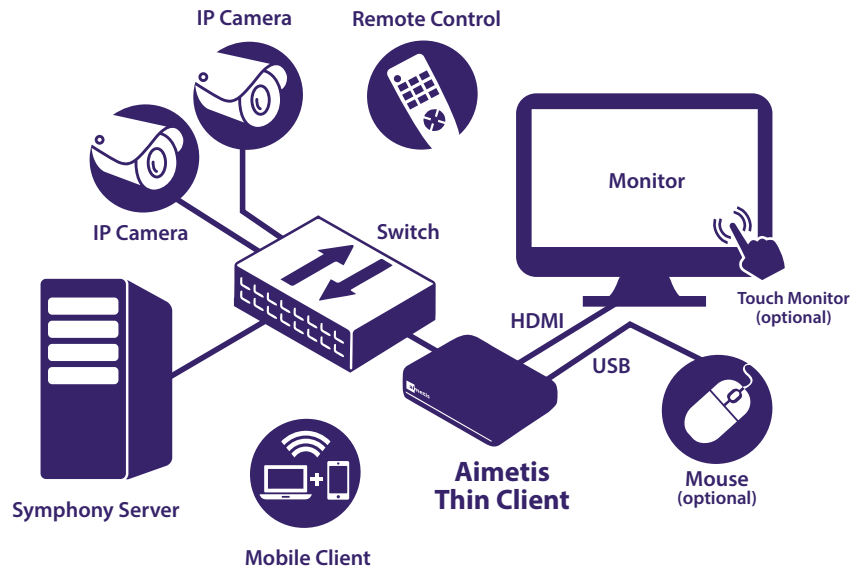 IP Camera
Remote Control
Monitor
IP Camera
Switch
Touch Monitor
(optional)
HDMI
USB
aimetis
Aimetis
Thin Client
Mouse
(optional)
Symphony Server
Mobile Client